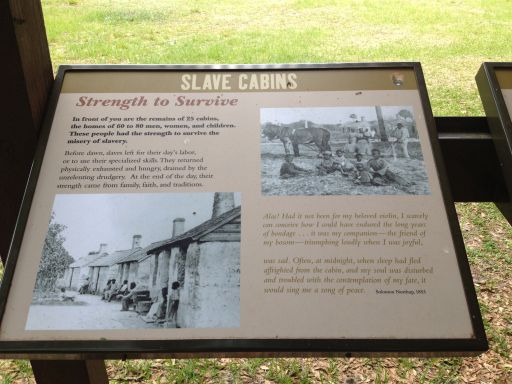 SLAVE CABINS
Strength to Survive
In front of you are the remains of 25 cabins,
the homes of 60 to 80 men, women, and children.
These people had the strength to survive the
misery of slavery.
Before dawn, slaves left for their day's labor,
or to use their specialized skills. They returned
physically exhausted and hungry, drained by the
unrelenting drudgery. At the end of the day, their
strength came from family, faith, and traditions.
Alas! Had it not been for my beloved violin, I scarcely
can conceive how I could have endured the long years
of bondage . . . it was my companion—the friend of
my bosom—triumphing loudly when I was joyful,
was sad. Often, at midnight, when sleep had fled
affrighted from the cabin, and my soul was disturbed
and troubled with the contemplation of my fate, it
would sing me a song of peace. Solomon Northup, 1853